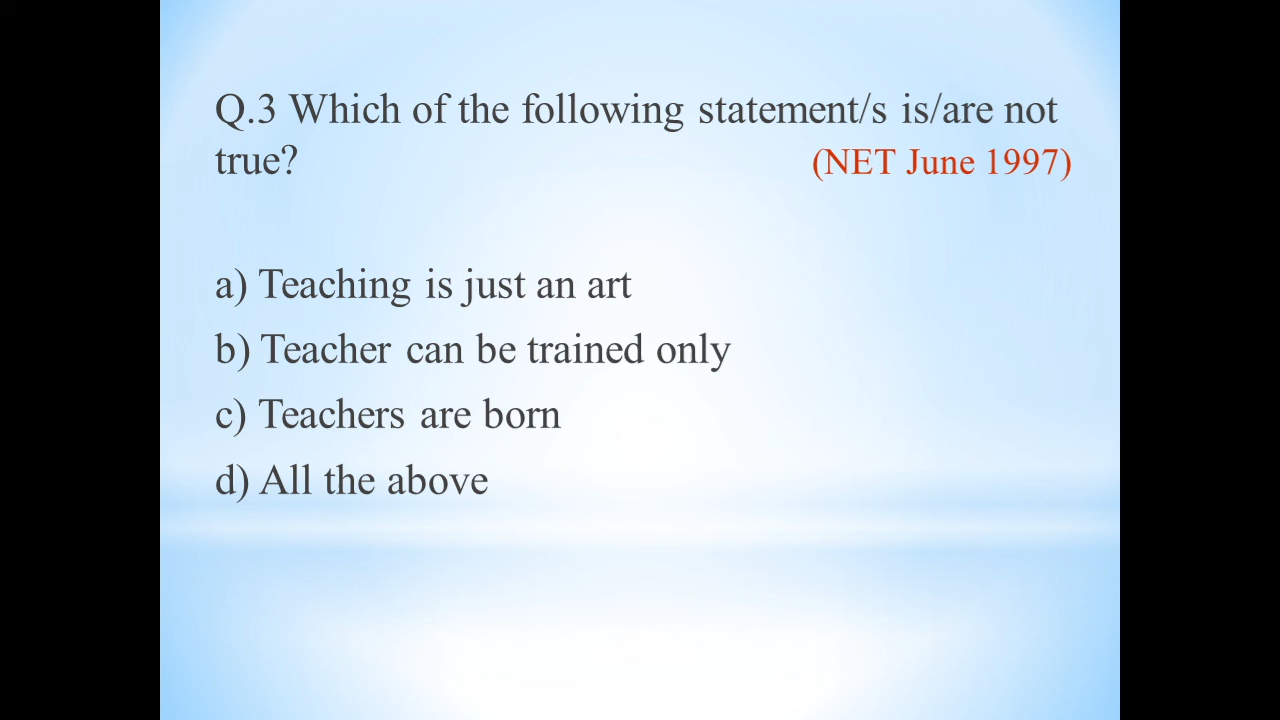 Q.3 Which of the following statement/s is/are not
true? (NET June 1997)
a) Teaching is just an art
b) Teacher can be trained only
c) Teachers are born
d) All the above